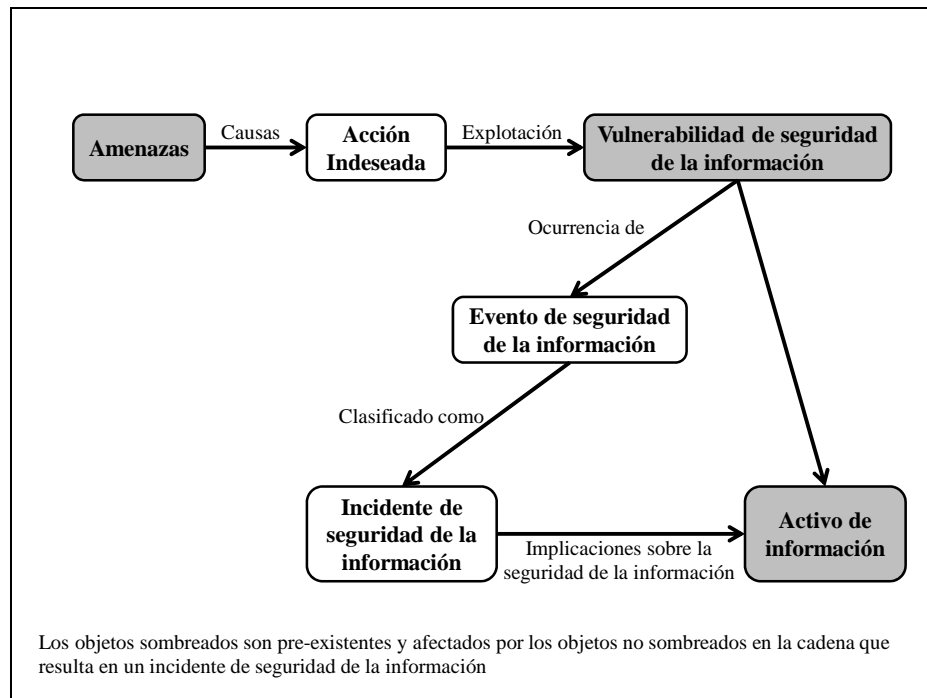 Amenazas
Causas
Acción
Indeseada
Explotación
Vulnerabilidad de seguridad
de la información
Ocurrencia de
Evento de seguridad
de la información
Clasificado como
Incidente de
seguridad de la
información
Implicaciones sobre la
seguridad de la información
Activo de
información
Los objetos sombreados son pre-existentes y afectados por los objetos no sombreados en la cadena que
resulta en un incidente de seguridad de la información